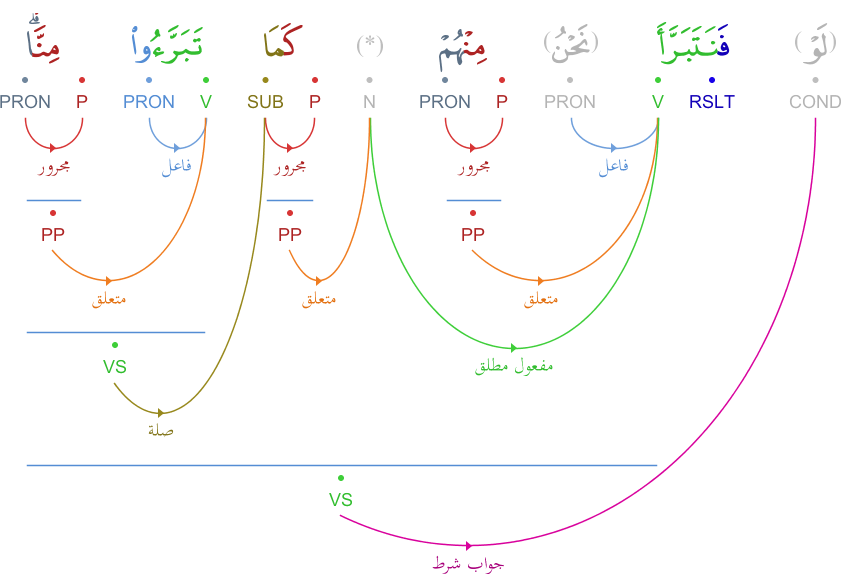 (لَوْ) فَنَتَبَرَّأَ (نَحْنُ) مِنْهُمْ (*) كَمَا تَبَرَّءُوا۟ مِنَّاۗ
COND RSLT V PRON P PRON N P SUB V PRON P PRON
فاعل مجرور مجرور فاعل مجرور
PP PP PP
متعلق متعلق متعلق
VS مفعول مطلق
صلة
VS
جواب شرط